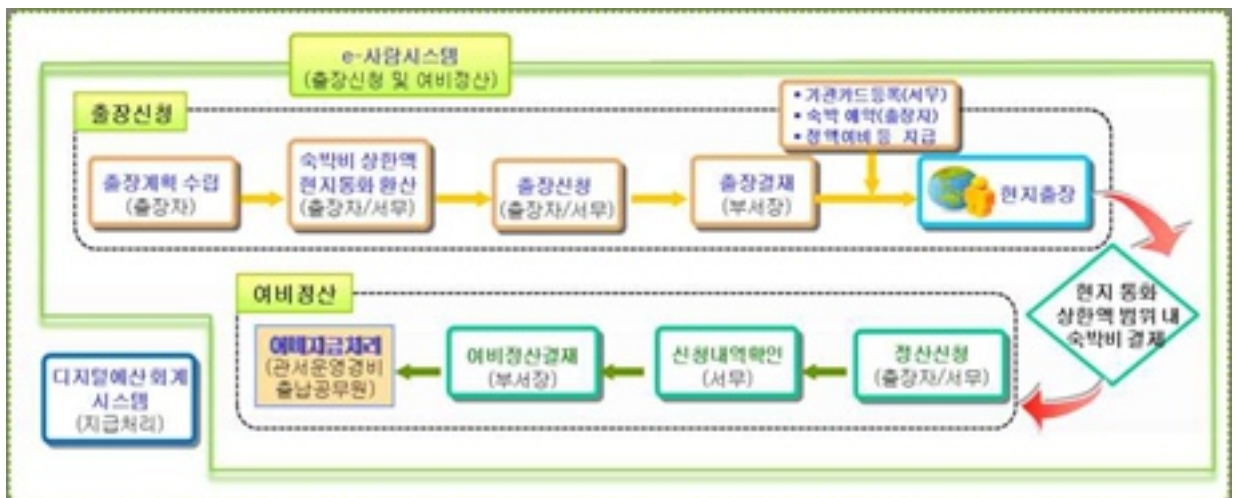 e-사람시스템
(출장신청 및 여비정산)
출장신청
• 기관카드등록(서무)
• 숙박 예약(출장자)
• 정액여비 등 지급
출장계획 수립
(출장자)
숙박비 상한액
현지통화 환산
(출장자/서무)
출장신청
(출장자/서무)
출장결재
(부서장)
현지출장
현지 통화
상한액 범위 내
숙박비 결제
여비정산
여비지급처리
(관서운영경비
출납공무원)
여비정산결재
(부서장)
신청내역확인
(서무)
정산신청
(출장자/서무)
디지털예산회계
시스템
(지급처리)